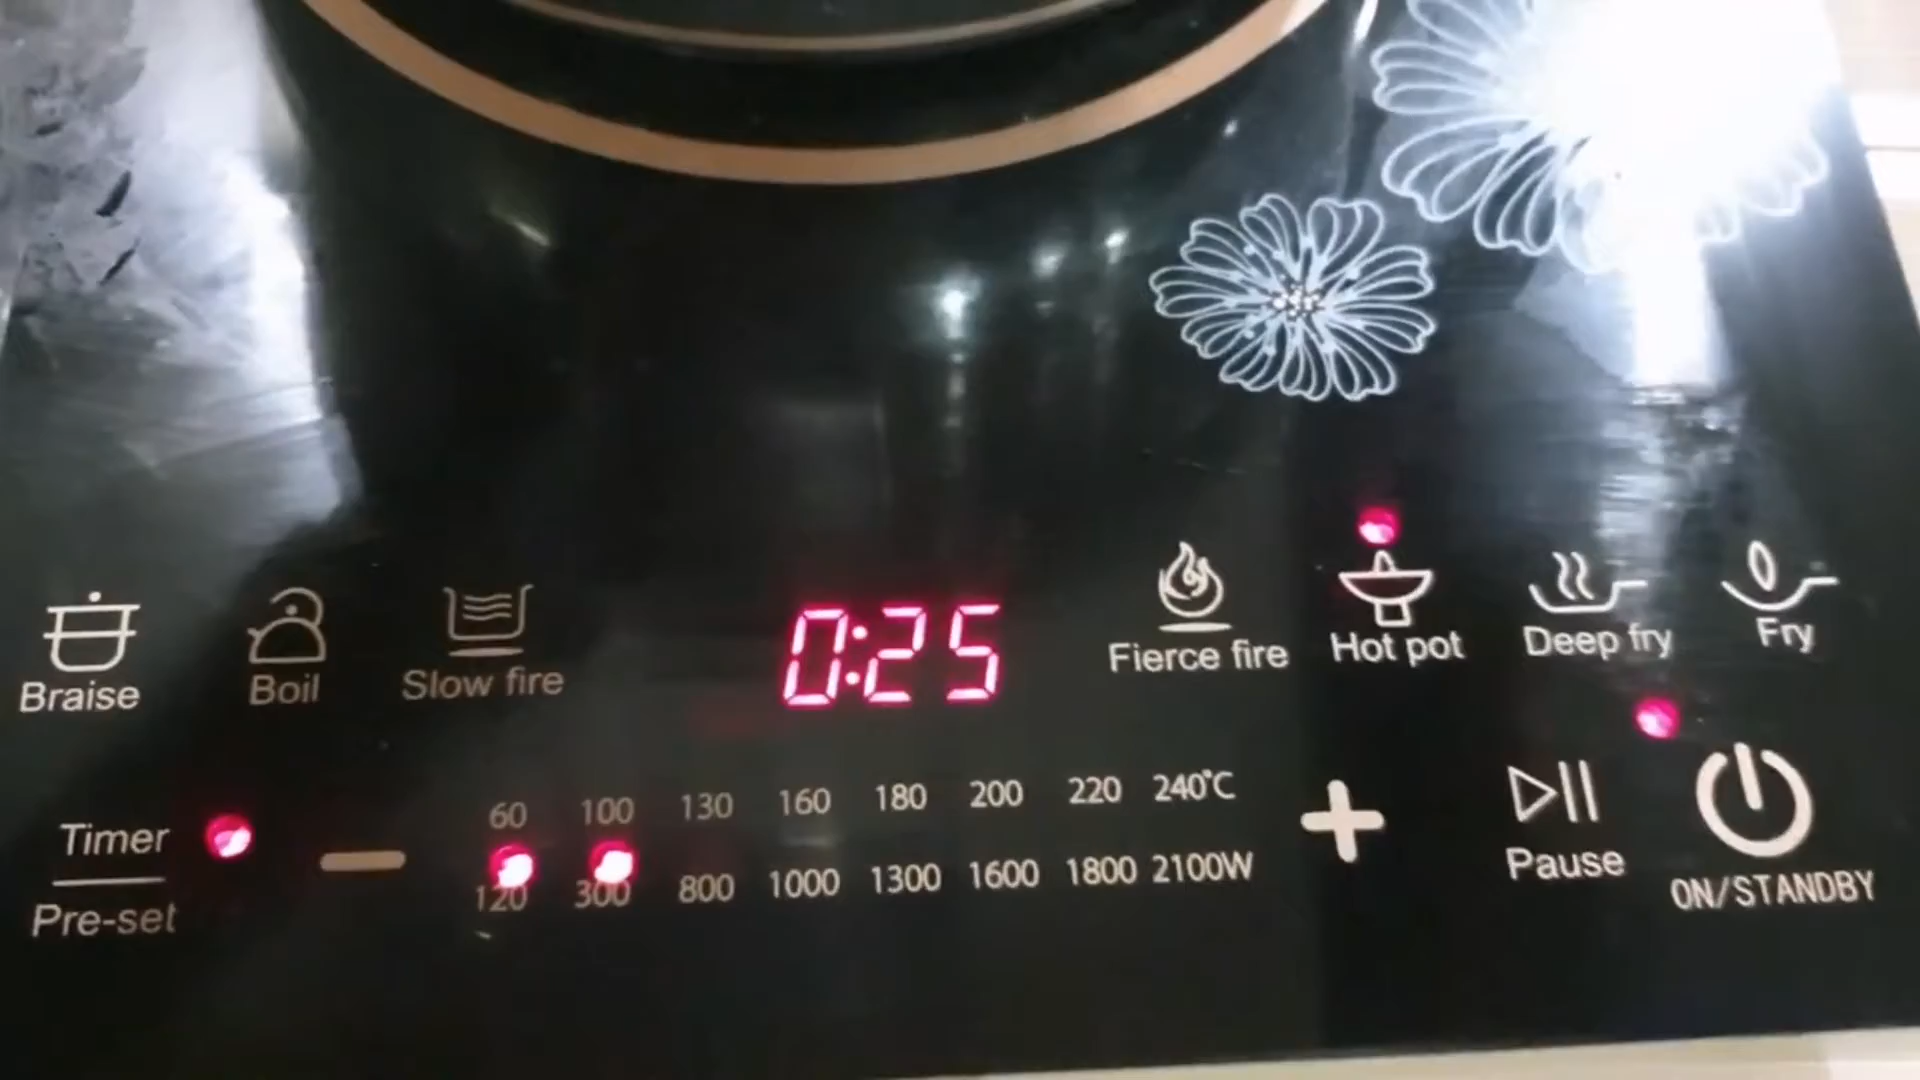 0:25
Braise
Boil
Slow fire
Fierce fire
Hot pot
Deep fry
Fry
Timer
Pre-set
60 100 130 160 180 200 220 240℃
120 300 800 1000 1300 1600 1800 2100W
Pause
ON/STANDBY